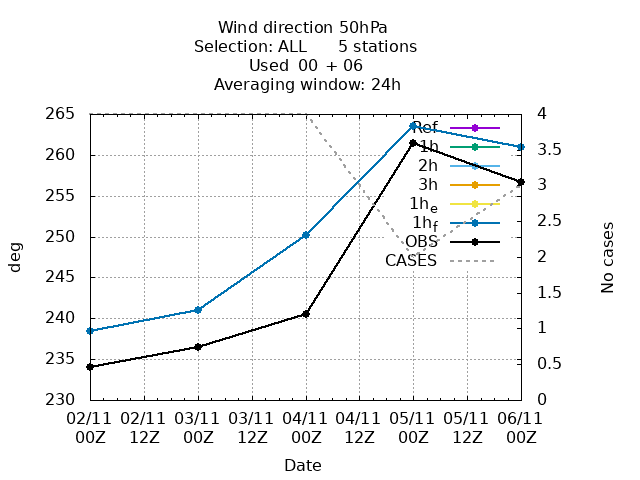 Wind direction 50hPa
Selection: ALL 5 stations
Used 00 + 06
Averaging window: 24h
265 4
260 3.5
255 3
250 2.5
245 2
240 1.5
235 1
230 0.5
0
deg
No cases
Ref
1h
2h
3h
1he
1hf
OBS
CASES
02/11 02/11 03/11 03/11 04/11 04/11 05/11 05/11 06/11
00Z 12Z 00Z 12Z 00Z 12Z 00Z 12Z 00Z
Date